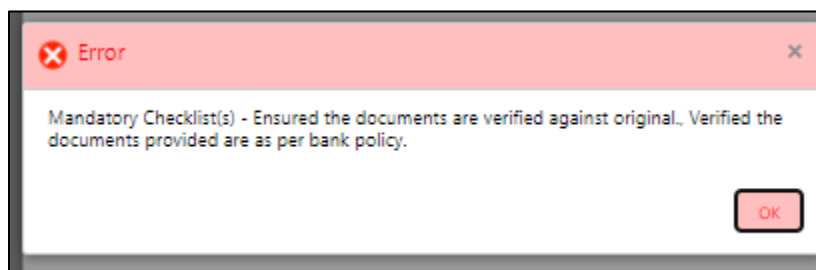 Error
Mandatory Checklist(s) - Ensured the documents are verified against original., Verified the
documents provided are as per bank policy.
OK